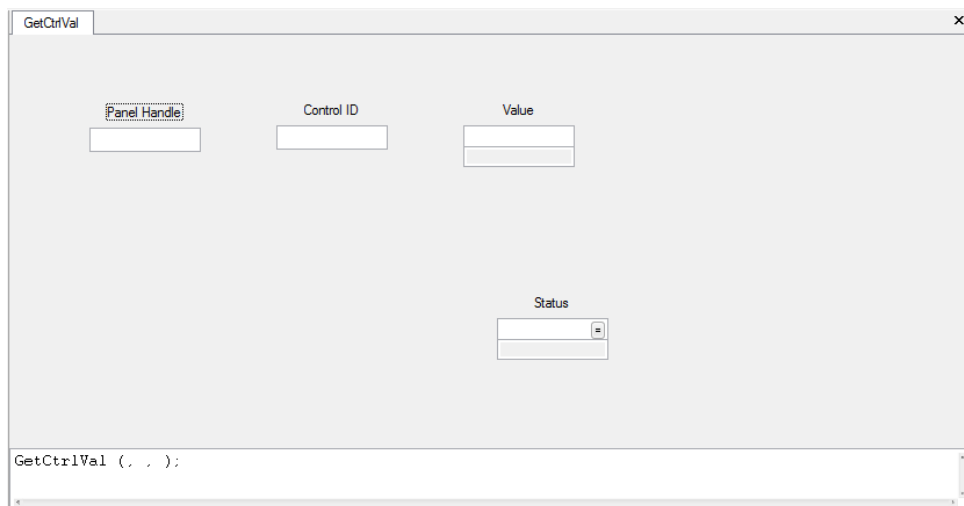 GetCtrlVal
Panel Handle
Control ID
Value
Status
=
GetCtrlVal (, , );